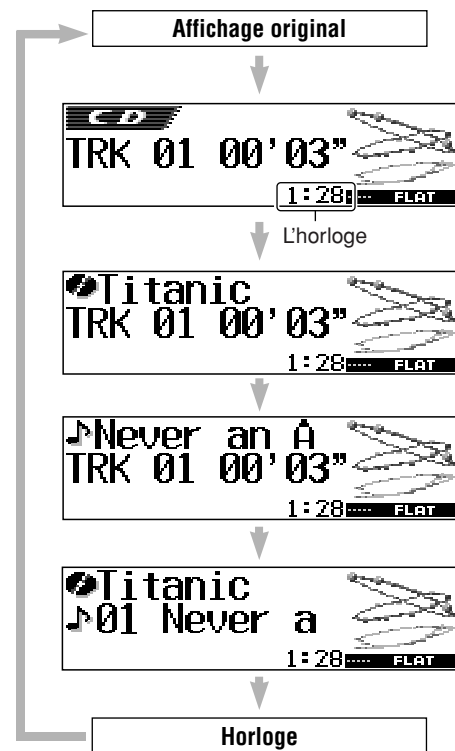 Affichage original
CD
TRK 01 00'03"
1:28 FLAT
L'horloge
Titanic
TRK 01 00'03"
1:28 FLAT
Never an A
TRK 01 00'03"
1:28 FLAT
Titanic
01 Never a
1:28 FLAT
Horloge